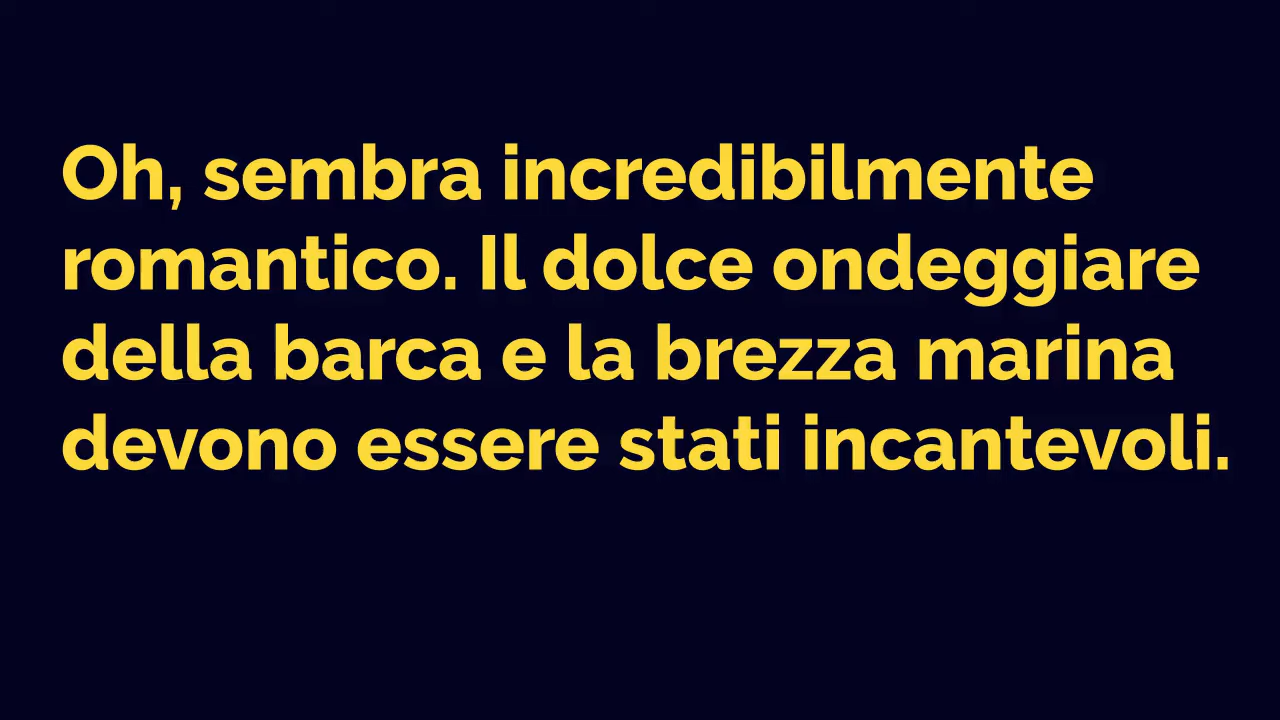 Oh, sembra incredibilmente
romantico. Il dolce ondeggiare
della barca e la brezza marina
devono essere stati incantevoli.